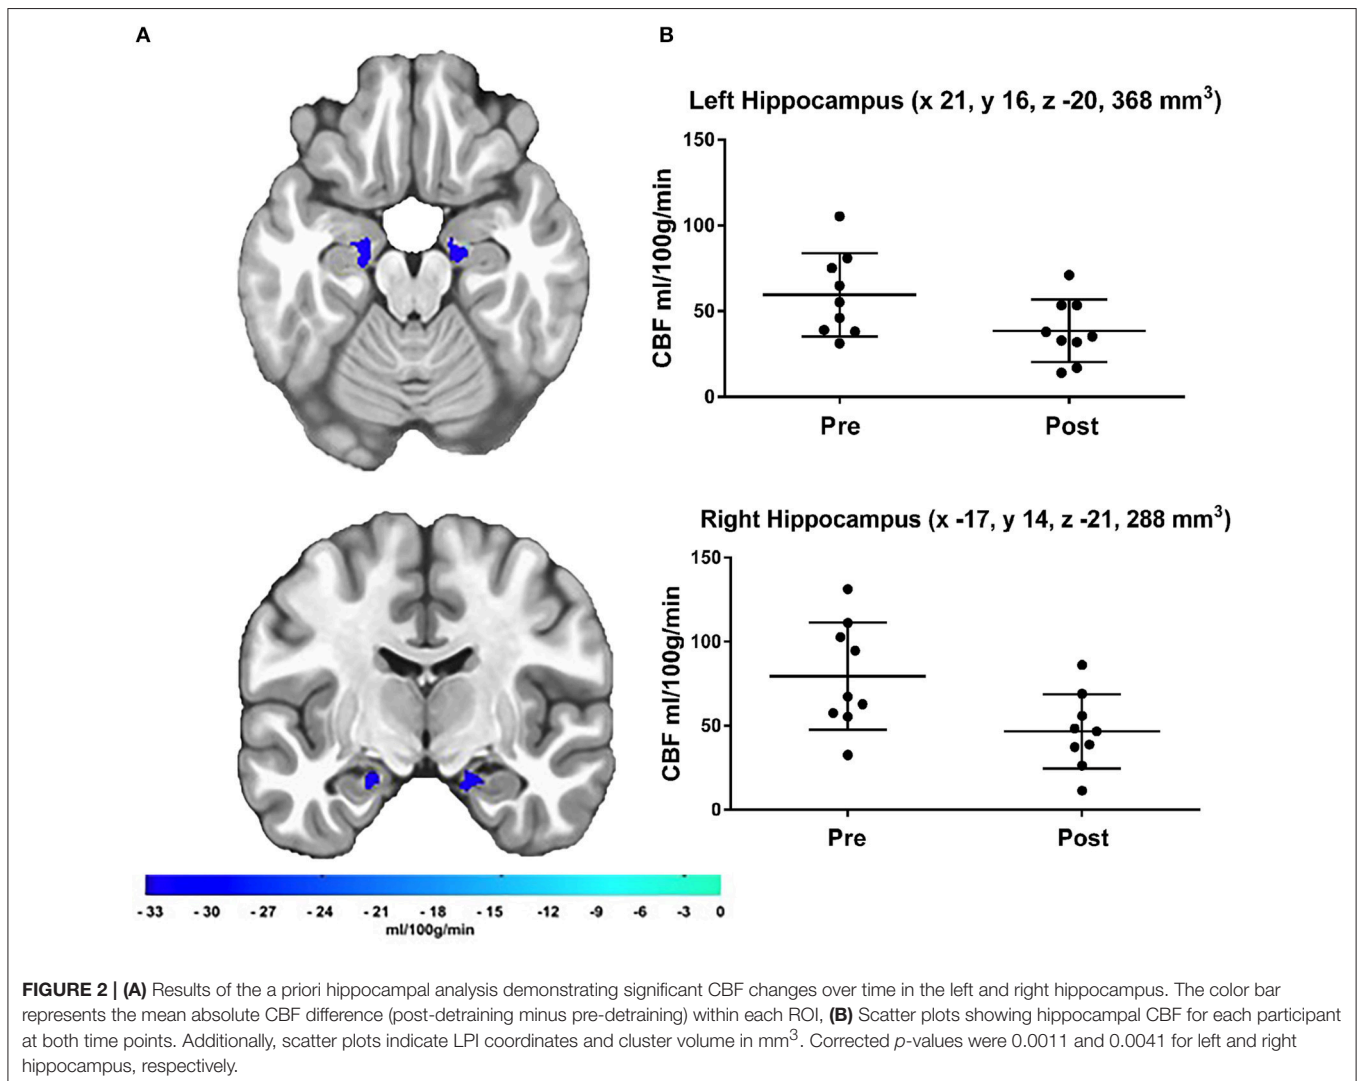 A
B
Left Hippocampus (x 21, y 16, z -20, 368 mm³)
150
100
50
0
CBF ml/100g/min
Pre
Post
Right Hippocampus (x -17, y 14, z -21, 288 mm³)
150
100
50
0
CBF ml/100g/min
Pre
Post
- 33 - 30 - 27 - 24 - 21 - 18 - 15 -12 -9 -6 -3 0
ml/100g/min
FIGURE 2 | (A) Results of the a priori hippocampal analysis demonstrating significant CBF changes over time in the left and right hippocampus. The color bar
represents the mean absolute CBF difference (post-detraining minus pre-detraining) within each ROI, (B) Scatter plots showing hippocampal CBF for each participant
at both time points. Additionally, scatter plots indicate LPI coordinates and cluster volume in mm³. Corrected p-values were 0.0011 and 0.0041 for left and right
hippocampus, respectively.